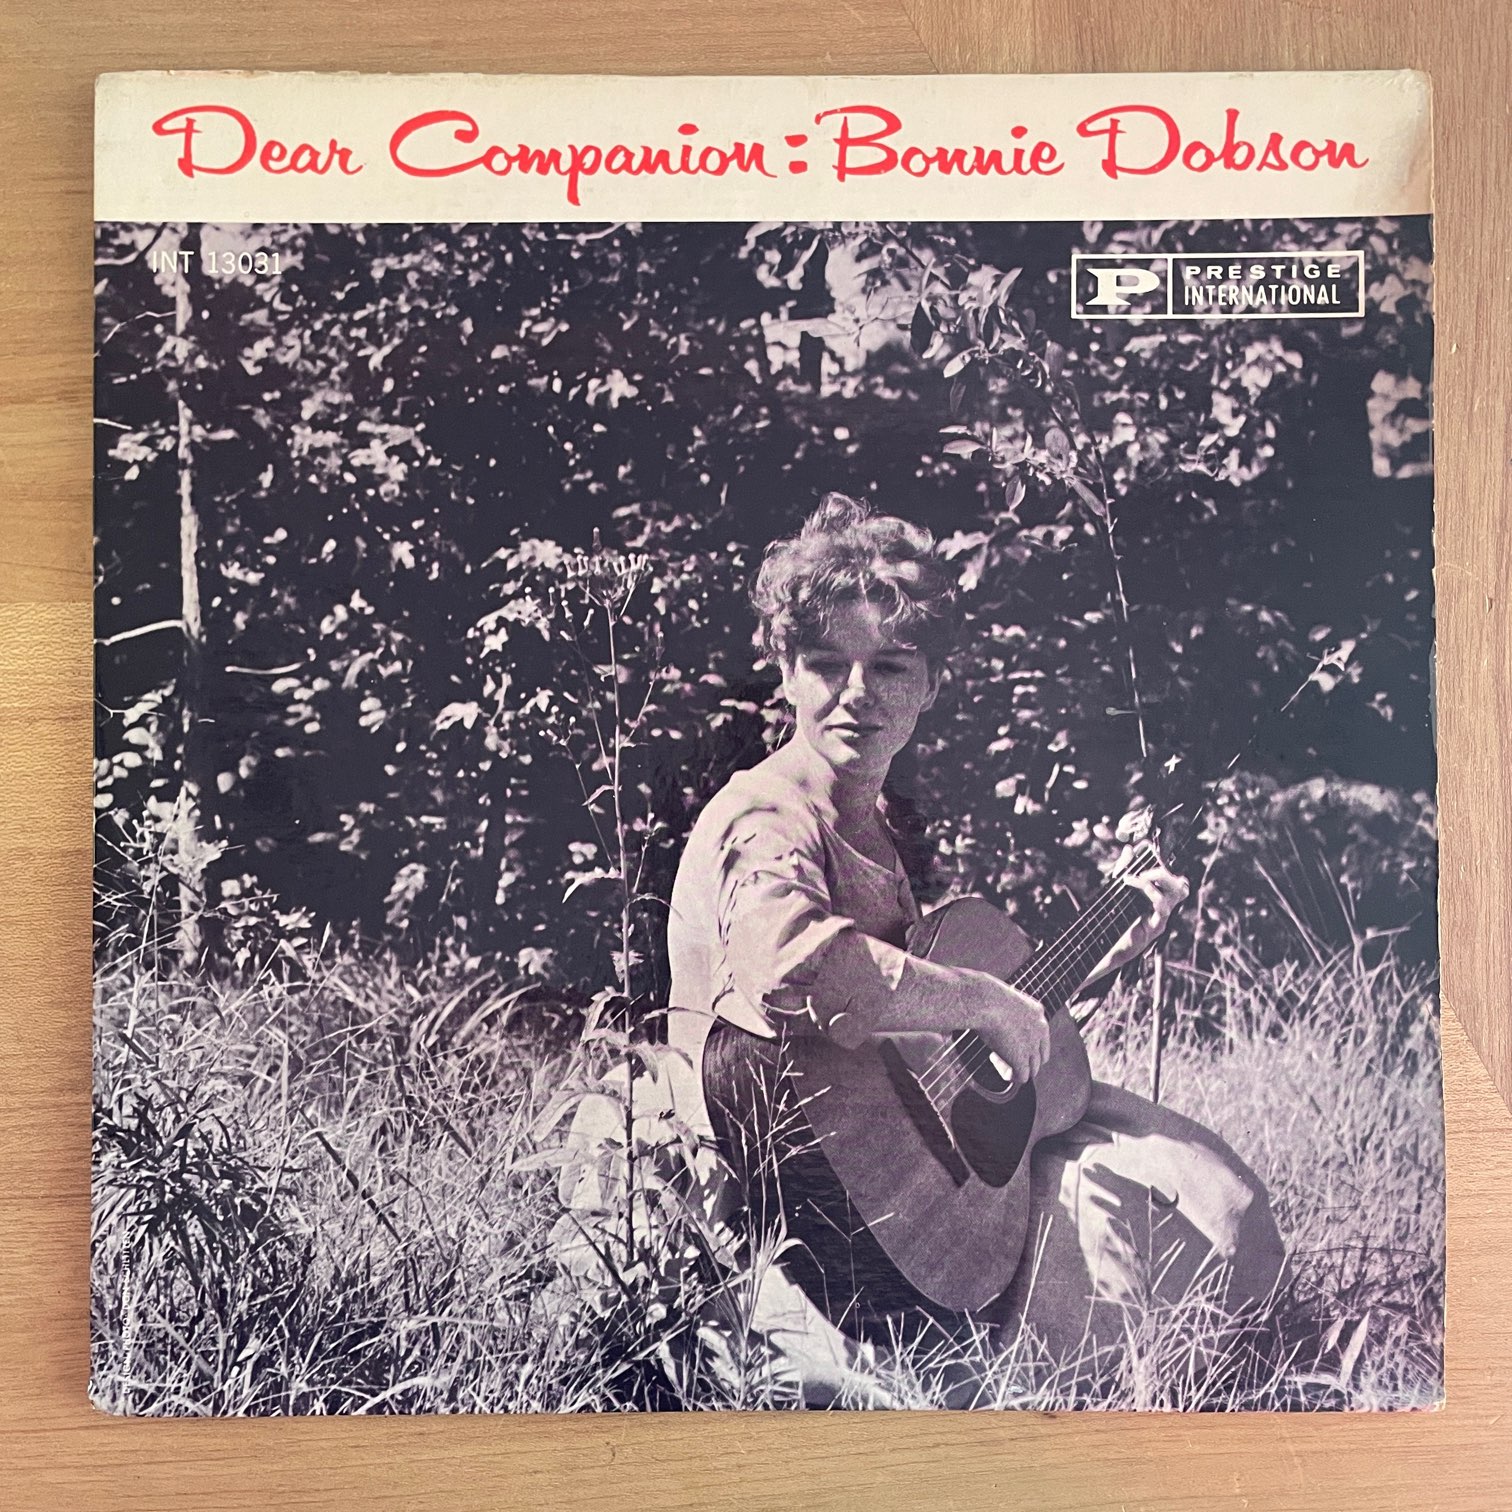 Dear Companion: Bonnie Dobson
INT 13031
P PRESTIGE
INTERNATIONAL